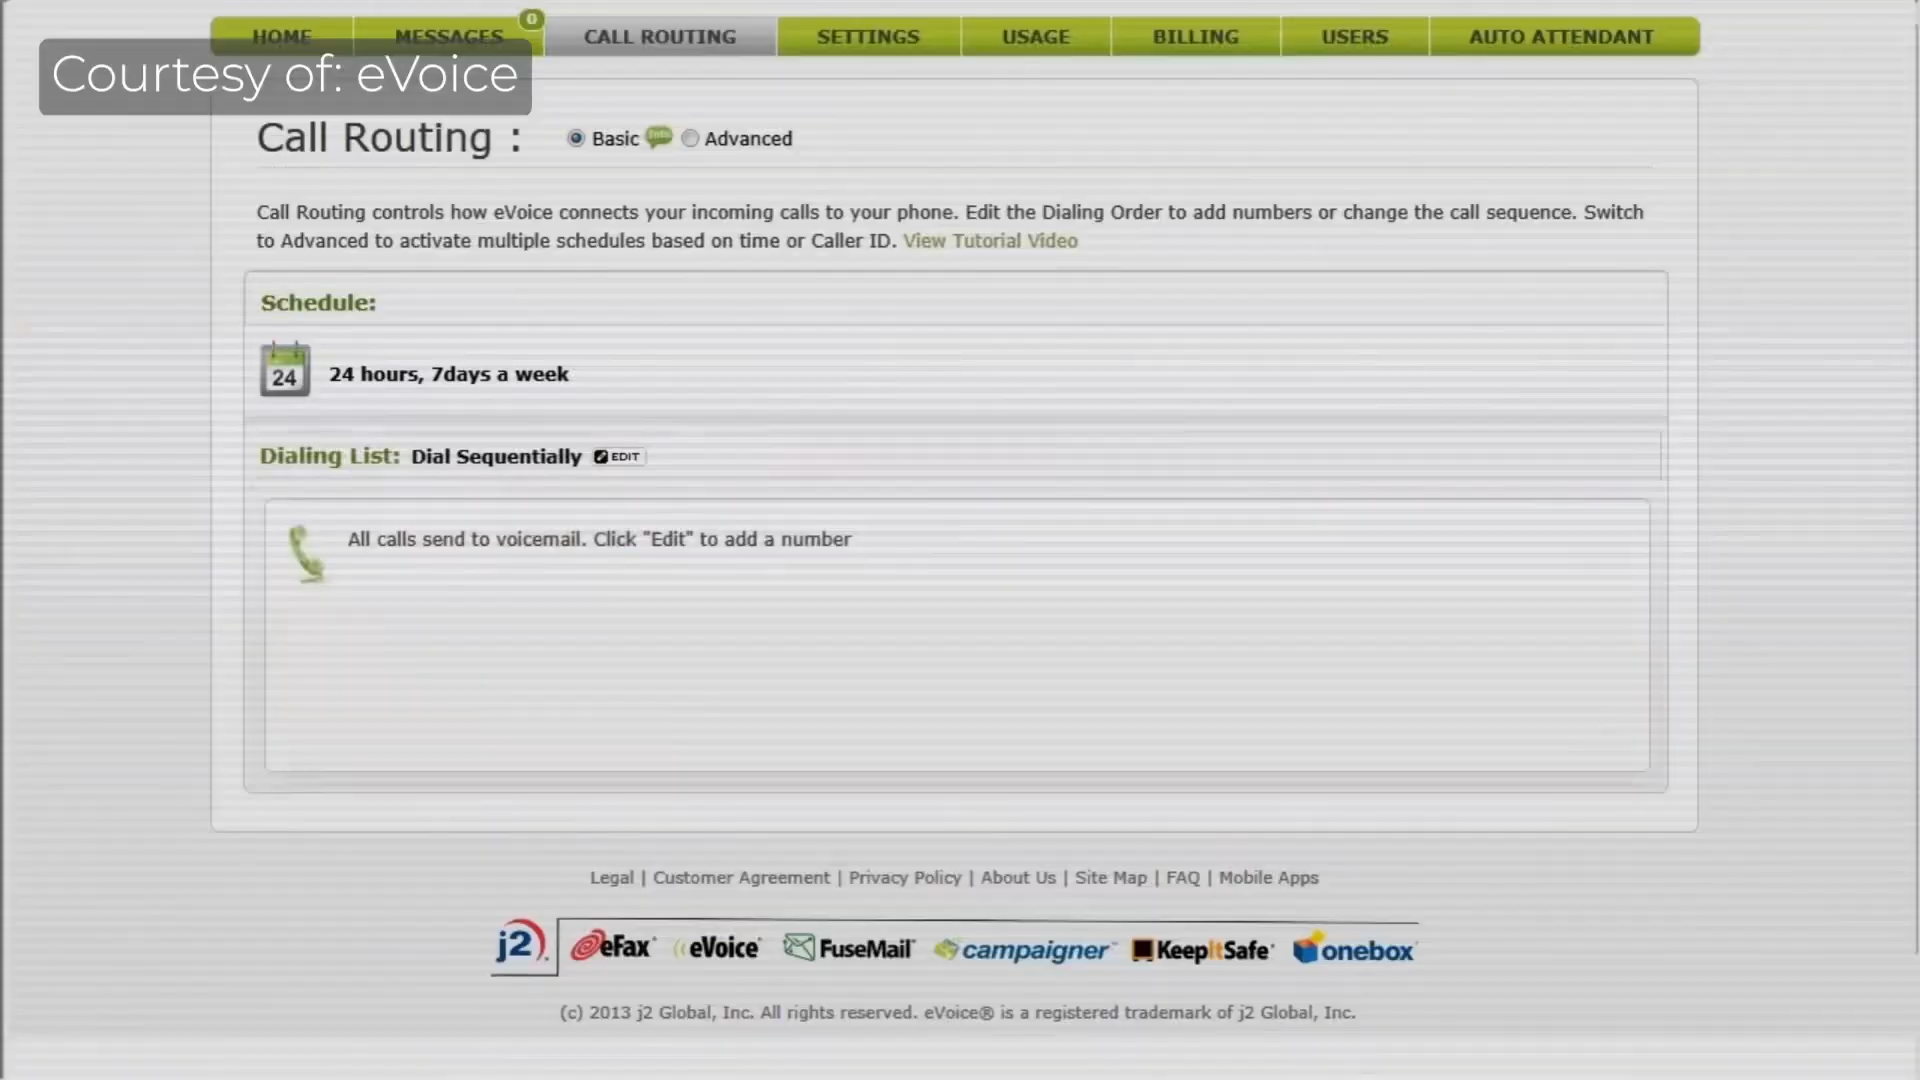 HOME MESSAGES 0 CALL ROUTING SETTINGS USAGE BILLING USERS AUTO ATTENDANT
Courtesy of: eVoice
Call Routing : Basic Info Advanced
Call Routing controls how eVoice connects your incoming calls to your phone. Edit the Dialing Order to add numbers or change the call sequence. Switch
to Advanced to activate multiple schedules based on time or Caller ID. View Tutorial Video
Schedule:
24 24 hours, 7days a week
Dialing List: Dial Sequentially EDIT
All calls send to voicemail. Click "Edit" to add a number
Legal | Customer Agreement | Privacy Policy | About Us | Site Map | FAQ | Mobile Apps
j2 eFax eVoice FuseMail campaigner KeepItSafe onebox
(c) 2013 j2 Global, Inc. All rights reserved. eVoice® is a registered trademark of j2 Global, Inc.